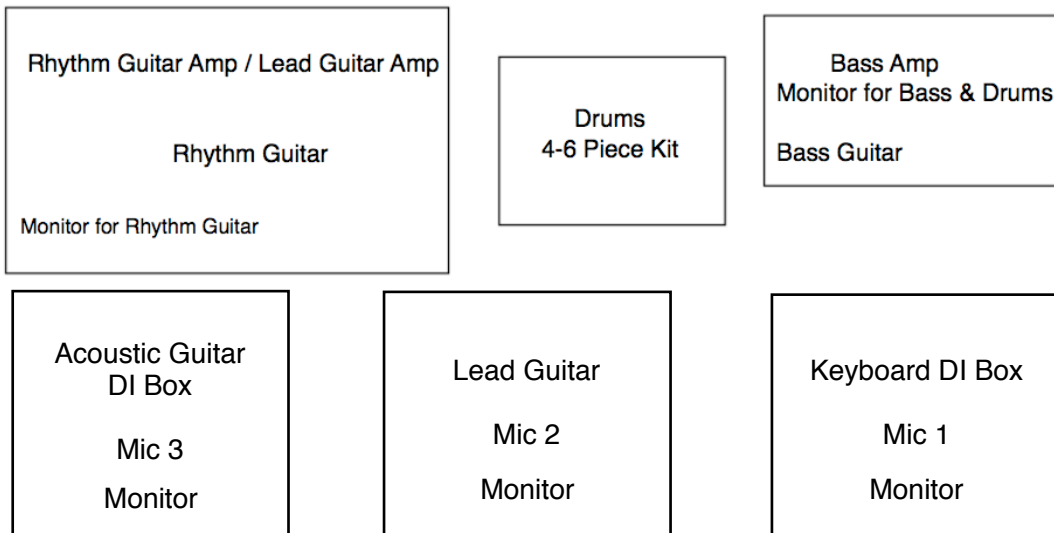 Rhythm Guitar Amp / Lead Guitar Amp
Rhythm Guitar
Monitor for Rhythm Guitar
Drums
4-6 Piece Kit
Bass Amp
Monitor for Bass & Drums
Bass Guitar
Acoustic Guitar
DI Box
Mic 3
Monitor
Lead Guitar
Mic 2
Monitor
Keyboard DI Box
Mic 1
Monitor